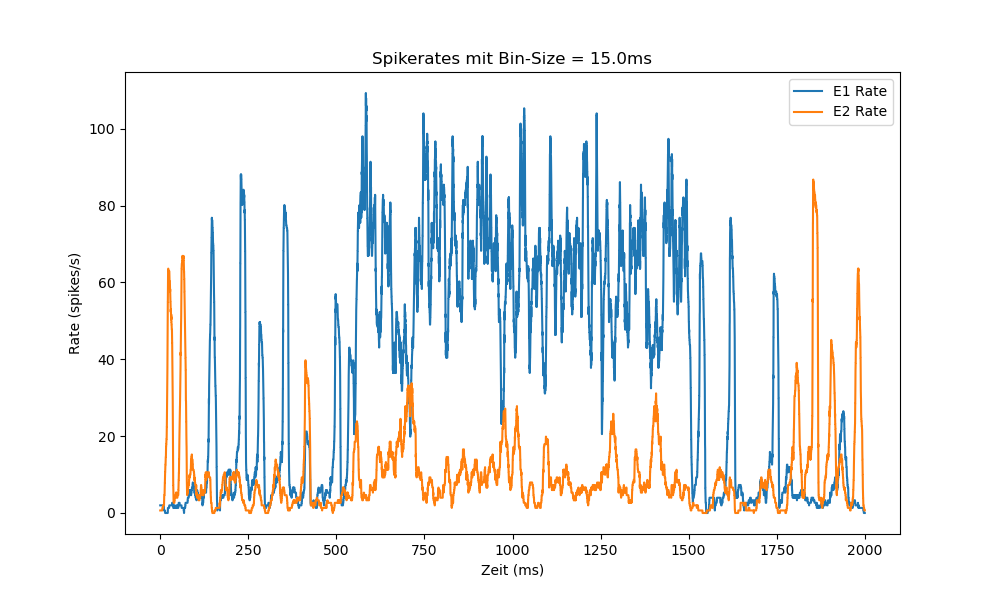 Spikerates mit Bin-Size = 15.0ms
E1 Rate
E2 Rate
Rate (spikes/s)
100
80
60
40
20
0
0 250 500 750 1000 1250 1500 1750 2000
Zeit (ms)